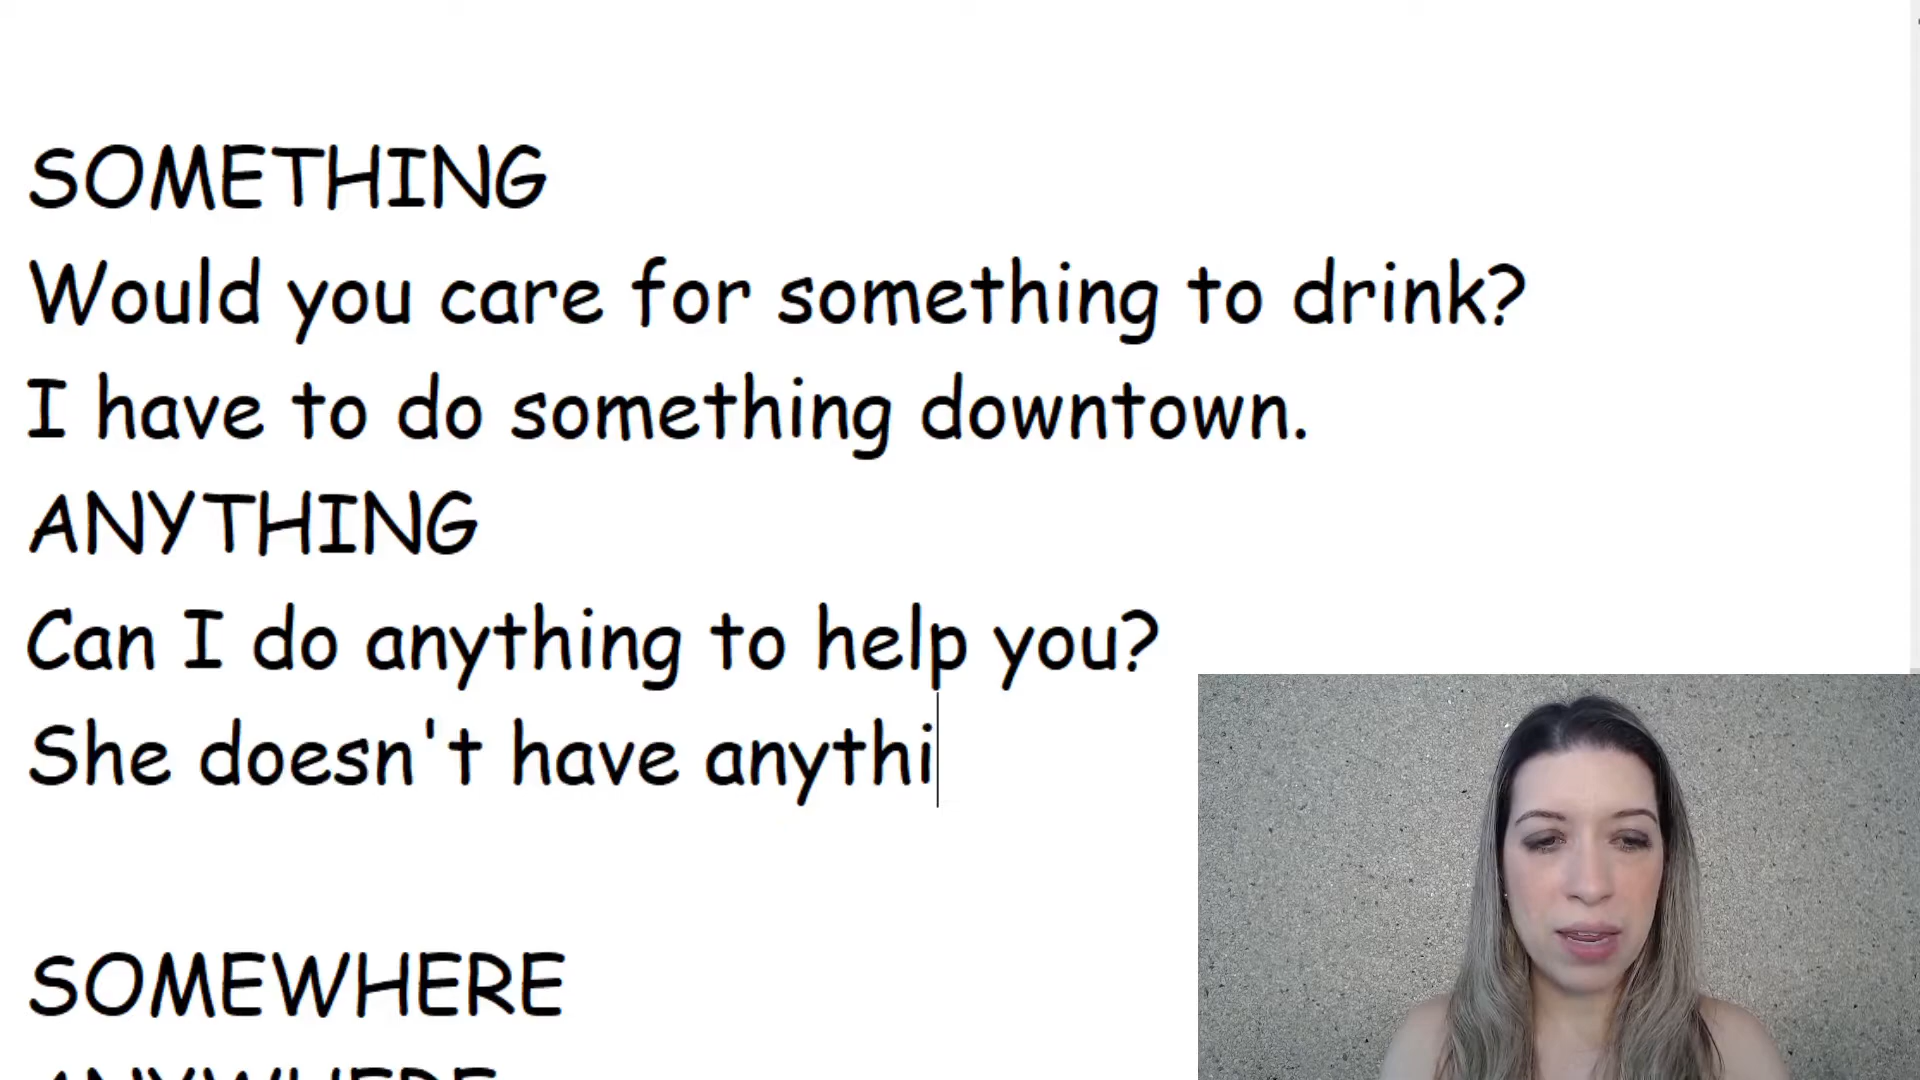 SOMETHING
Would you care for something to drink?
I have to do something downtown.
ANYTHING
Can I do anything to help you?
She doesn't have anythi
SOMEWHERE
ANYWHERE